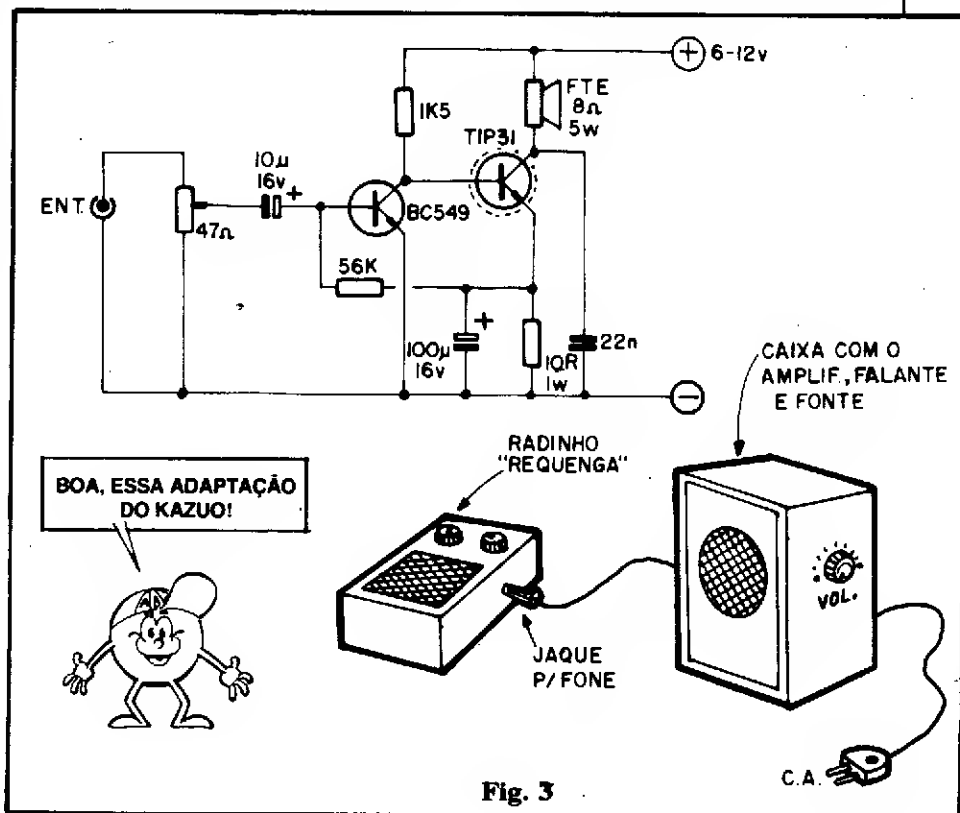 + 6-12v
FTE
8Ω
5W
1K5
TIP31
10µ
16v
+
BC549
ENT.
47Ω
56K
+
100µ
16v
10R
1w
22n
−
CAIXA COM O
AMPLIF., FALANTE
E FONTE
RADINHO
"REQUENGA"
BOA, ESSA ADAPTAÇÃO
DO KAZUO!
VOL.
JAQUE
P/ FONE
C.A.
Fig. 3